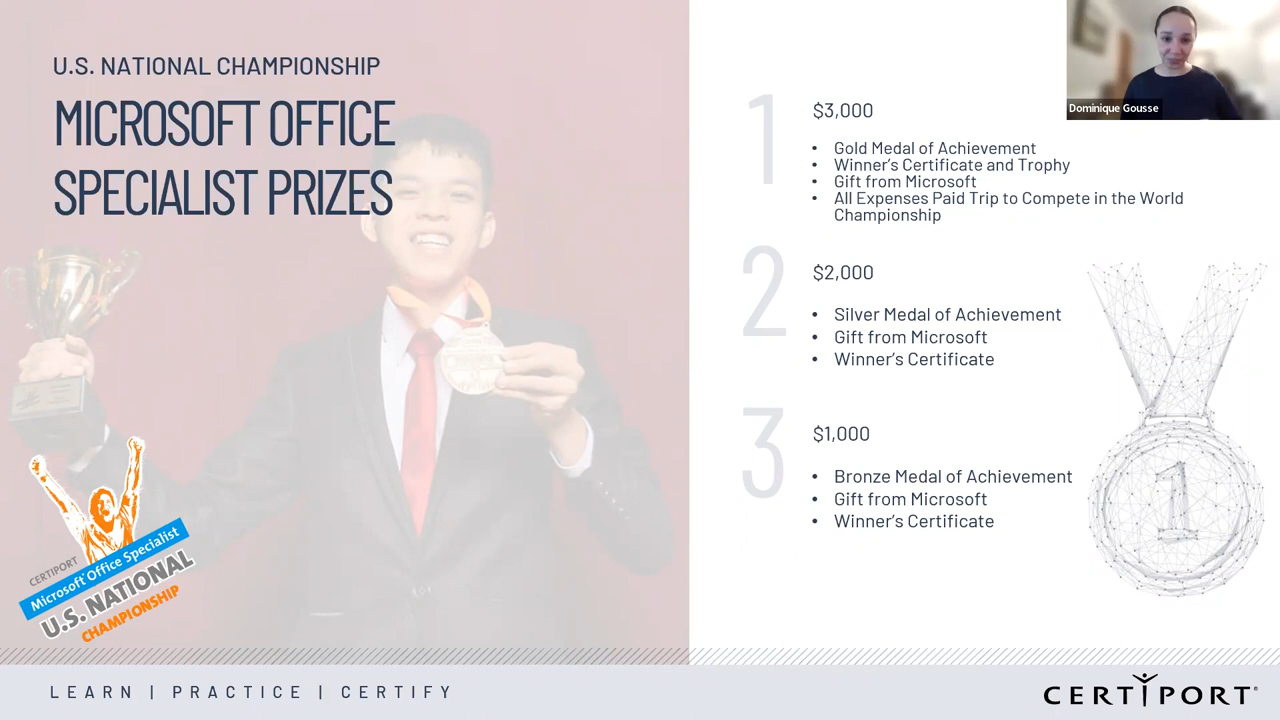 U.S. NATIONAL CHAMPIONSHIP
MICROSOFT OFFICE
SPECIALIST PRIZES
CERTIPORT
Microsoft Office Specialist
U.S. NATIONAL
CHAMPIONSHIP
1
$3,000
• Gold Medal of Achievement
• Winner's Certificate and Trophy
• Gift from Microsoft
• All Expenses Paid Trip to Compete in the World
Championship
2
$2,000
• Silver Medal of Achievement
• Gift from Microsoft
• Winner's Certificate
3
$1,000
• Bronze Medal of Achievement
• Gift from Microsoft
• Winner's Certificate
1
Dominique Gousse
LEARN | PRACTICE | CERTIFY
CERTIPORT